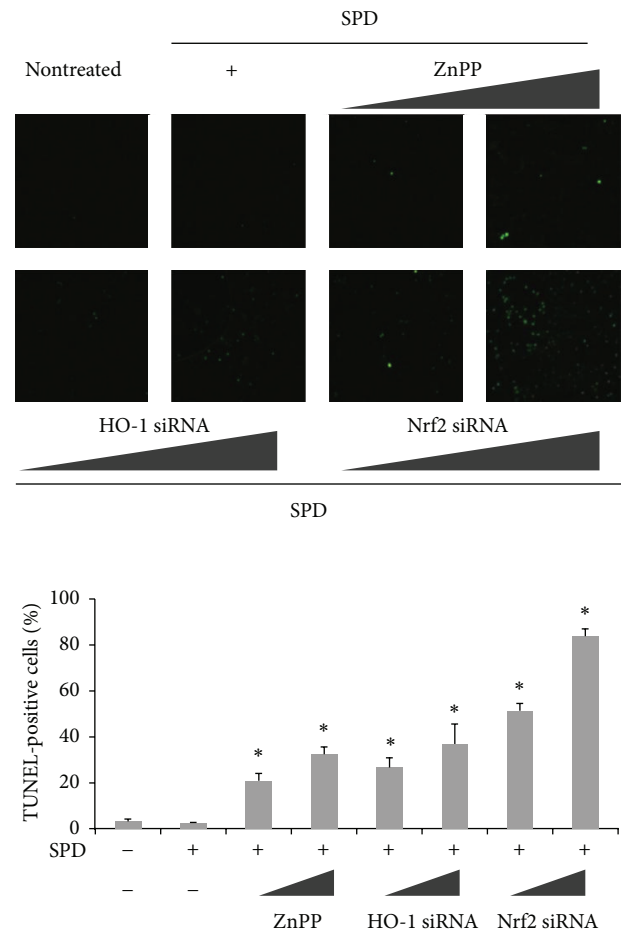 SPD
Nontreated + ZnPP
HO-1 siRNA Nrf2 siRNA
SPD
TUNEL-positive cells (%)
100
80
60
40
20
0
* * * * * *
SPD – + + + + + + +
– –
ZnPP HO-1 siRNA Nrf2 siRNA